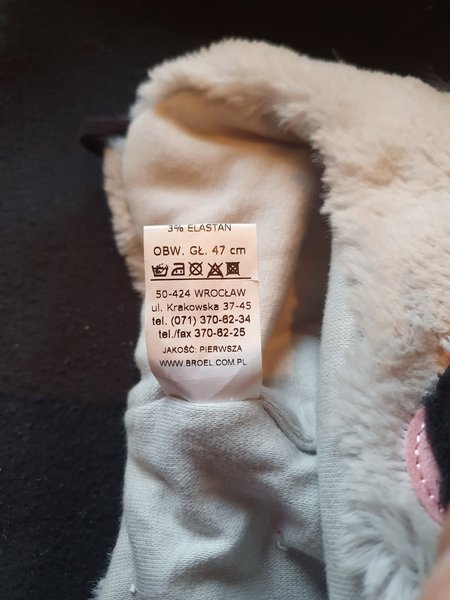 3% ELASTAN
OBW. GŁ. 47 cm
50-424 WROCŁAW
ul. Krakowska 37-45
tel. (071) 370-62-34
tel./fax 370-62-25
JAKOŚĆ: PIERWSZA
WWW.BROEL.COM.PL